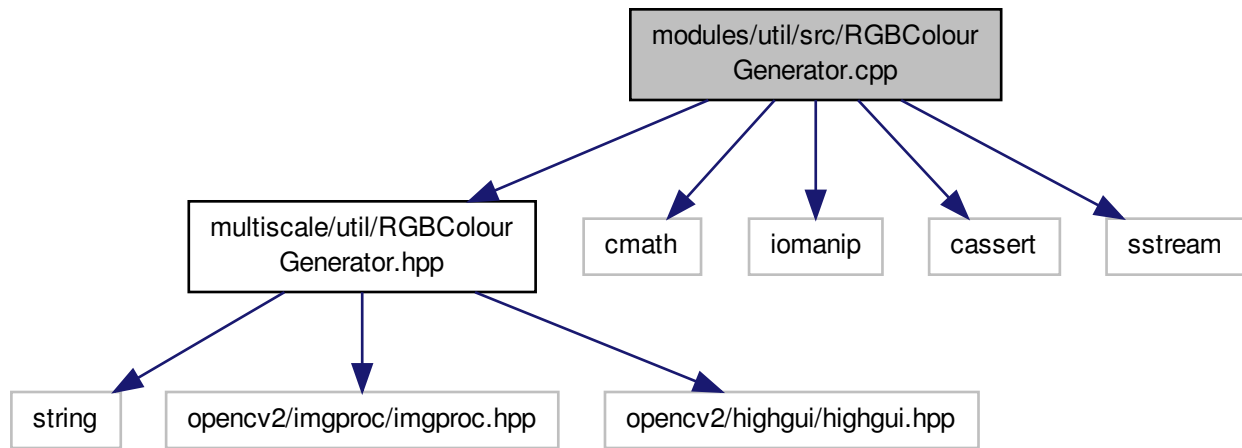 modules/util/src/RGBColour
Generator.cpp
multiscale/util/RGBColour
Generator.hpp
cmath
iomanip
cassert
sstream
string
opencv2/imgproc/imgproc.hpp
opencv2/highgui/highgui.hpp